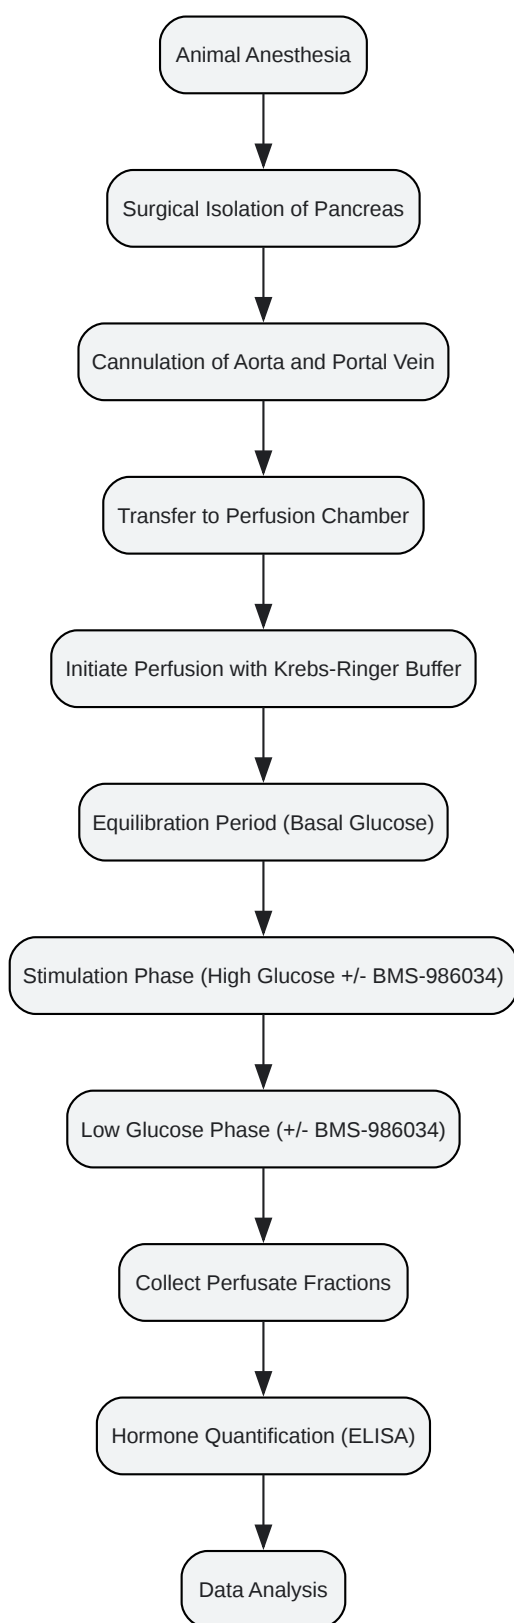 Animal Anesthesia
Surgical Isolation of Pancreas
Cannulation of Aorta and Portal Vein
Transfer to Perfusion Chamber
Initiate Perfusion with Krebs-Ringer Buffer
Equilibration Period (Basal Glucose)
Stimulation Phase (High Glucose +/- BMS-986034)
Low Glucose Phase (+/- BMS-986034)
Collect Perfusate Fractions
Hormone Quantification (ELISA)
Data Analysis